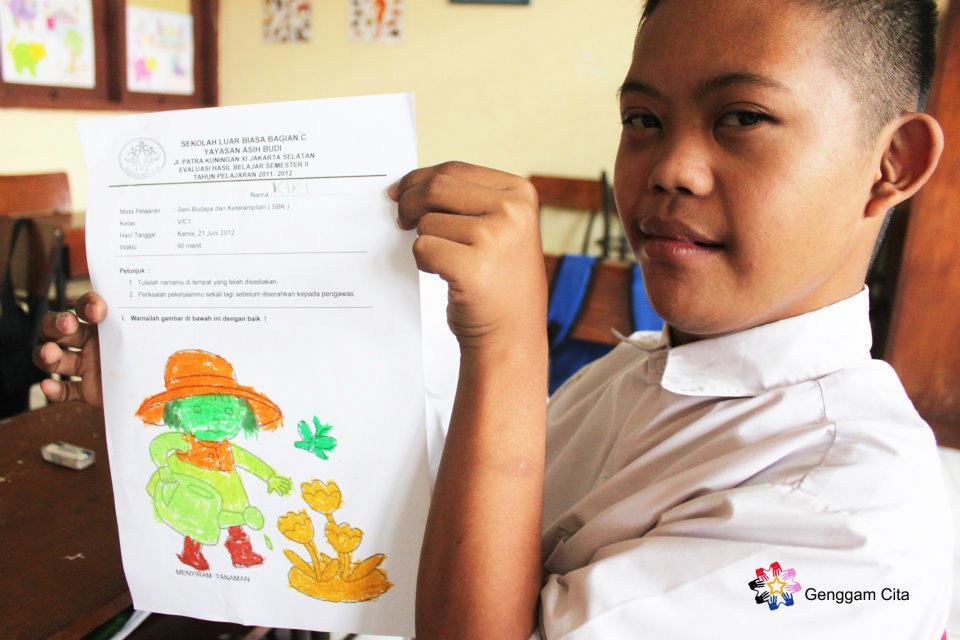 SEKOLAH LUAR BIASA BAGIAN C
YAYASAN ASIH BUDI
JL PATRA KUNINGAN XI JAKARTA SELATAN
EVALUASI HASIL BELAJAR SEMESTER II
TAHUN PELAJARAN 2011- 2012
Nama : KIKI
Mata Pelajaran : Seni Budaya dan Keterampilan ( SBK )
Kelas : VI/C1
Hari/ Tanggal : Kamis, 21 Juni 2012
Waktu : 90 menit
Petunjuk :
1. Tulislah namamu di tempat yang telah disediakan.
2. Periksalah pekerjaanmu sekali lagi sebelum diserahkan kepada pengawas.
I. Warnailah gambar di bawah ini dengan baik !
MENYIRAM TANAMAN
Genggam Cita